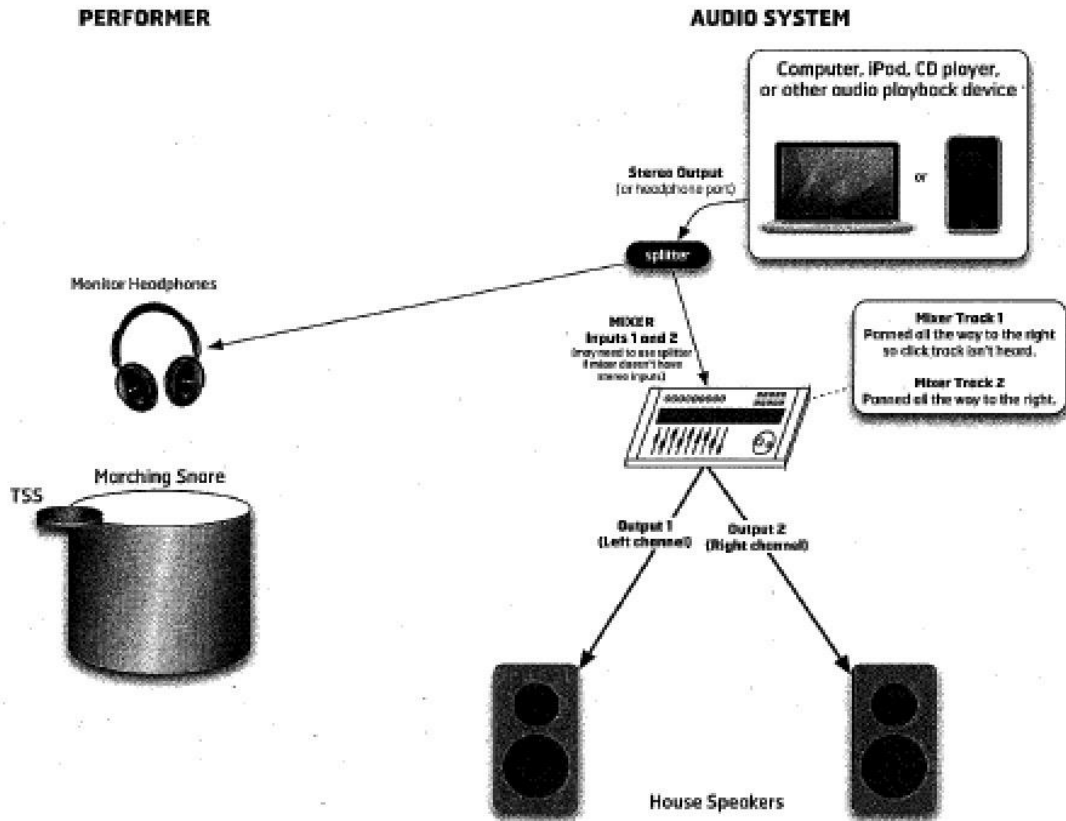 PERFORMER
AUDIO SYSTEM
Computer, iPod, CD player,
or other audio playback device
or
Stereo Output
(or headphone port)
splitter
Monitor Headphones
MIXER
Inputs 1 and 2
(may need to use splitter
if mixer doesn't have
stereo inputs)
Mixer Track 1
Panned all the way to the right
so click track isn't heard.
Mixer Track 2
Panned all the way to the right.
Marching Snare
TSS
Output 1
(Left channel)
Output 2
(Right channel)
House Speakers